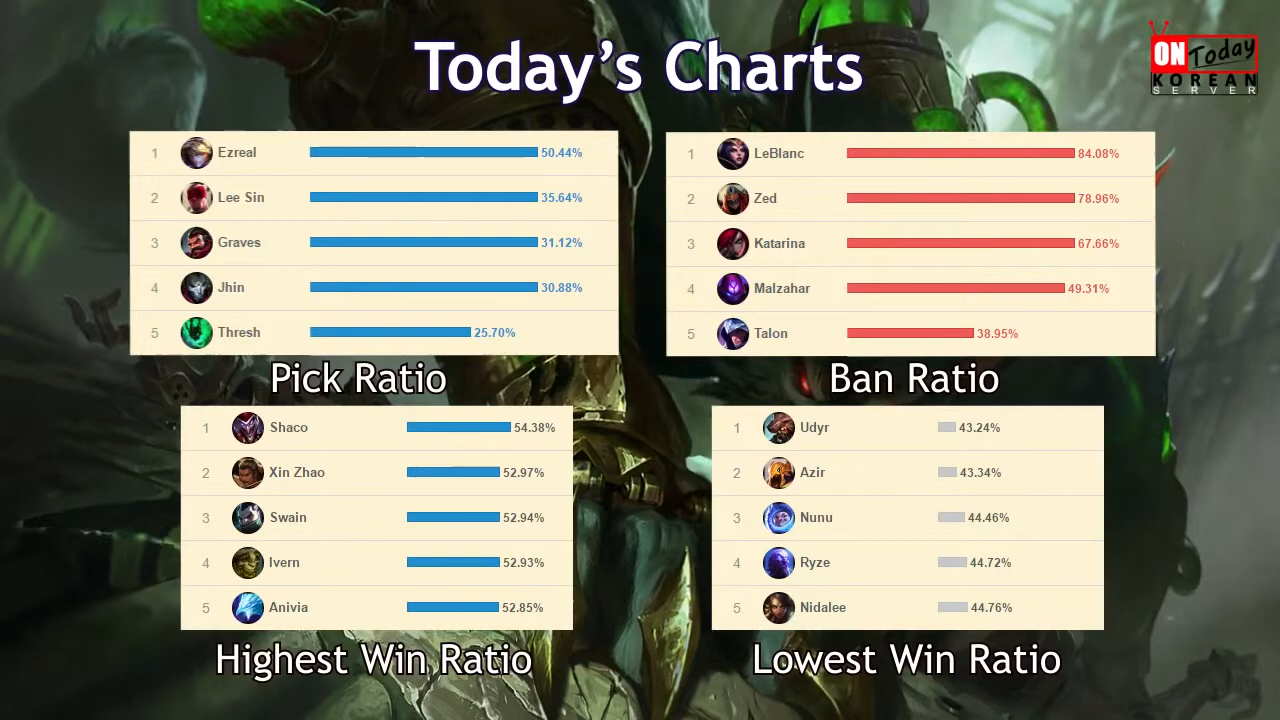 Today's Charts
ON Today
KOREAN
SERVER
1 Ezreal 50.44%
2 Lee Sin 35.64%
3 Graves 31.12%
4 Jhin 30.88%
5 Thresh 25.70%
Pick Ratio
1 LeBlanc 84.08%
2 Zed 78.96%
3 Katarina 67.66%
4 Malzahar 49.31%
5 Talon 38.95%
Ban Ratio
1 Shaco 54.38%
2 Xin Zhao 52.97%
3 Swain 52.94%
4 Ivern 52.93%
5 Anivia 52.85%
Highest Win Ratio
1 Udyr 43.24%
2 Azir 43.34%
3 Nunu 44.46%
4 Ryze 44.72%
5 Nidalee 44.76%
Lowest Win Ratio